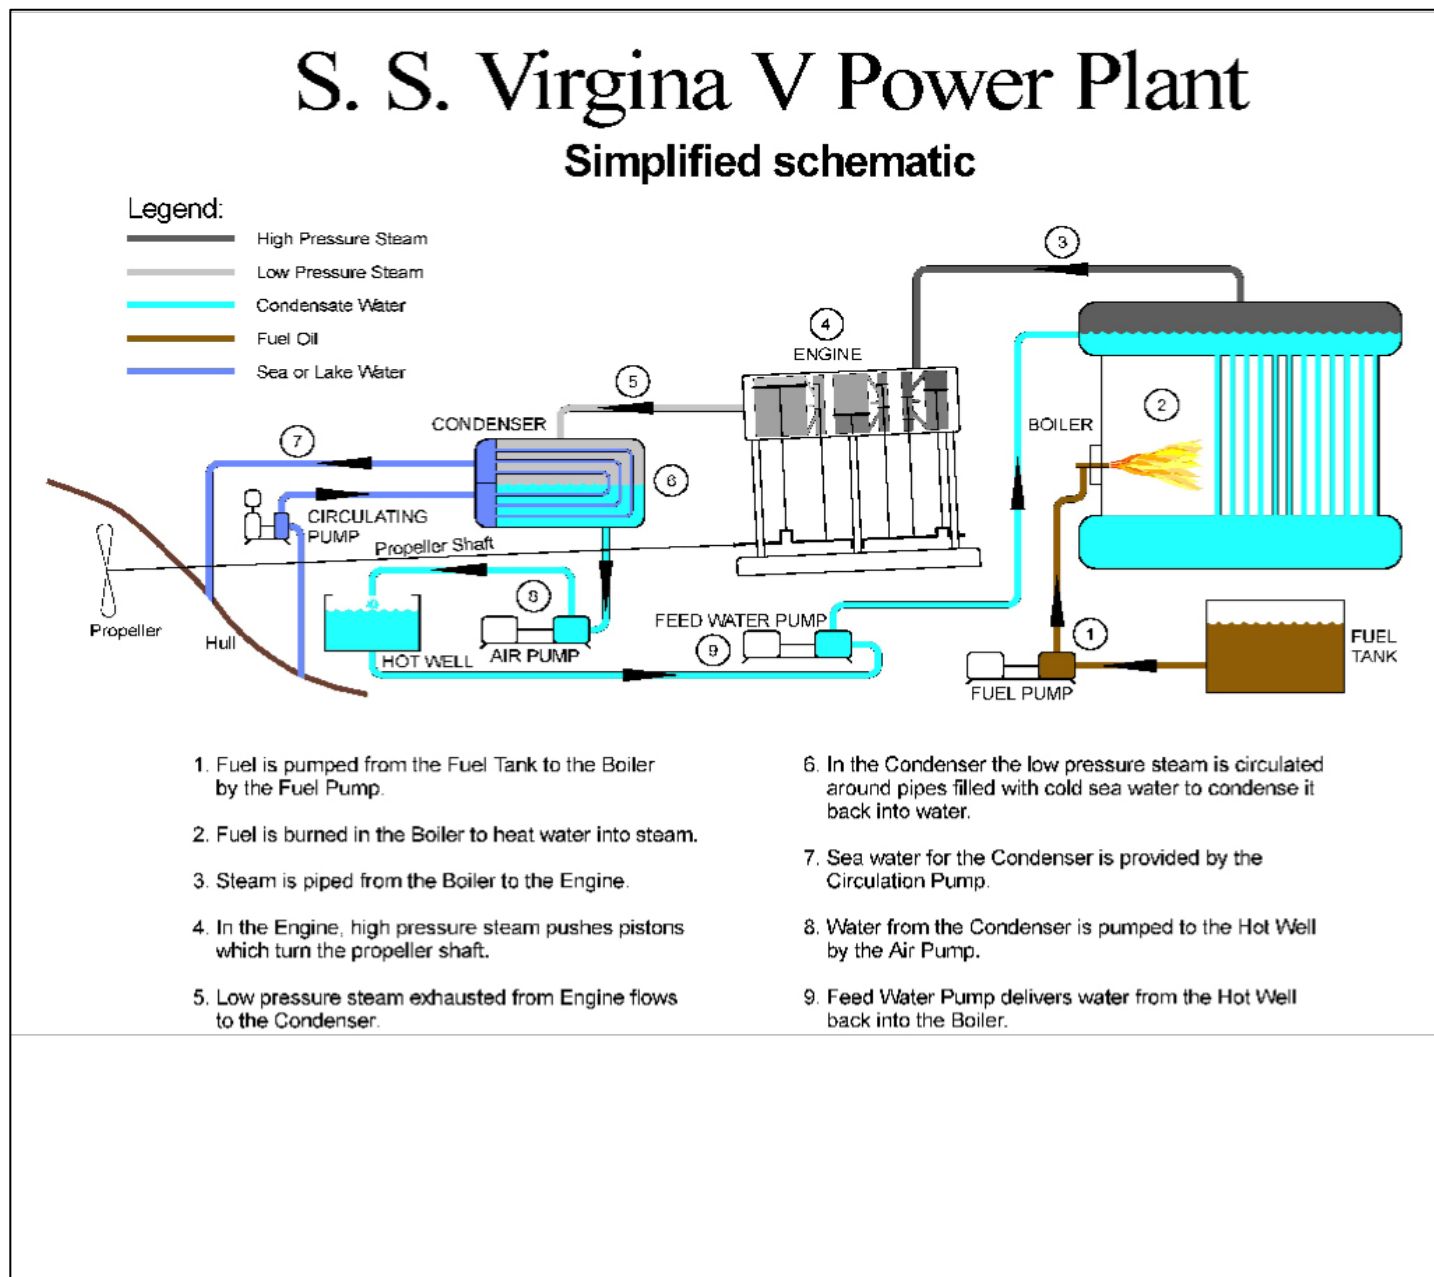 S. S. Virgina V Power Plant
Simplified schematic
Legend:
High Pressure Steam
Low Pressure Steam
Condensate Water
Fuel Oil
Sea or Lake Water
3
4
ENGINE
5
CONDENSER
7
6
CIRCULATING
PUMP
Propeller Shaft
BOILER
2
Propeller
Hull
HOT WELL
8
AIR PUMP
FEED WATER PUMP
9
1
FUEL PUMP
FUEL
TANK
1. Fuel is pumped from the Fuel Tank to the Boiler
by the Fuel Pump.
2. Fuel is burned in the Boiler to heat water into steam.
3. Steam is piped from the Boiler to the Engine.
4. In the Engine, high pressure steam pushes pistons
which turn the propeller shaft.
5. Low pressure steam exhausted from Engine flows
to the Condenser.
6. In the Condenser the low pressure steam is circulated
around pipes filled with cold sea water to condense it
back into water.
7. Sea water for the Condenser is provided by the
Circulation Pump.
8. Water from the Condenser is pumped to the Hot Well
by the Air Pump.
9. Feed Water Pump delivers water from the Hot Well
back into the Boiler.